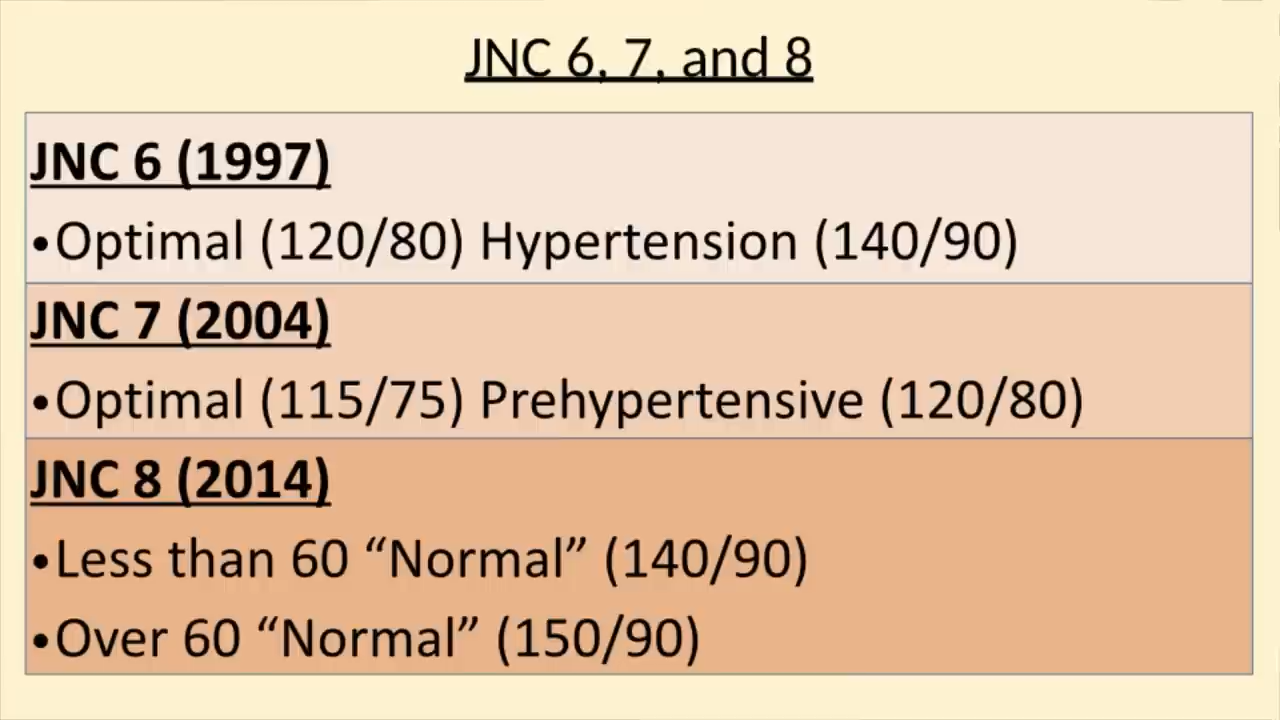 JNC 6, 7, and 8
JNC 6 (1997)
•Optimal (120/80) Hypertension (140/90)
JNC 7 (2004)
•Optimal (115/75) Prehypertensive (120/80)
JNC 8 (2014)
•Less than 60 “Normal” (140/90)
•Over 60 “Normal” (150/90)